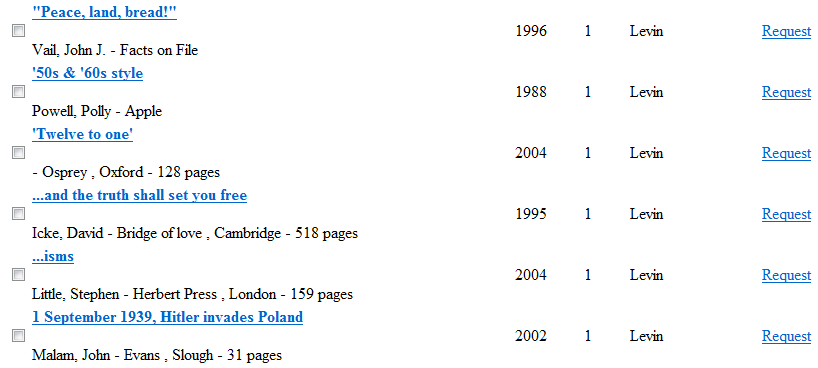 "Peace, land, bread!"
1996 1 Levin Request
Vail, John J. - Facts on File
'50s & '60s style
1988 1 Levin Request
Powell, Polly - Apple
'Twelve to one'
2004 1 Levin Request
- Osprey , Oxford - 128 pages
...and the truth shall set you free
1995 1 Levin Request
Icke, David - Bridge of love , Cambridge - 518 pages
...isms
2004 1 Levin Request
Little, Stephen - Herbert Press , London - 159 pages
1 September 1939, Hitler invades Poland
2002 1 Levin Request
Malam, John - Evans , Slough - 31 pages